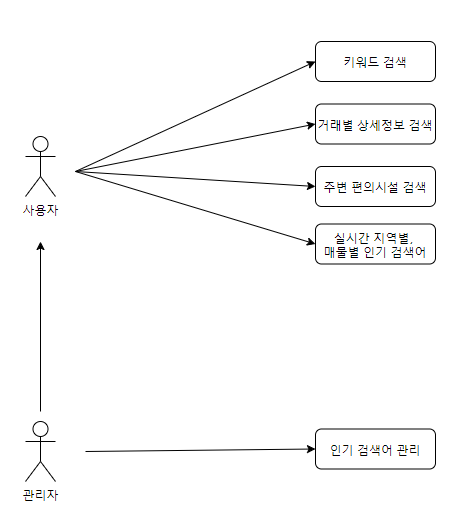 키워드 검색
거래별 상세정보 검색
사용자
주변 편의시설 검색
실시간 지역별,
매물별 인기 검색어
인기 검색어 관리
관리자